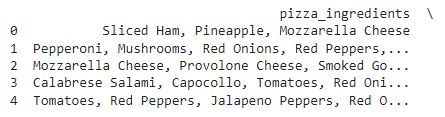 pizza_ingredients \
0 Sliced Ham, Pineapple, Mozzarella Cheese
1 Pepperoni, Mushrooms, Red Onions, Red Peppers,...
2 Mozzarella Cheese, Provolone Cheese, Smoked Go...
3 Calabrese Salami, Capocollo, Tomatoes, Red Oni...
4 Tomatoes, Red Peppers, Jalapeno Peppers, Red O...